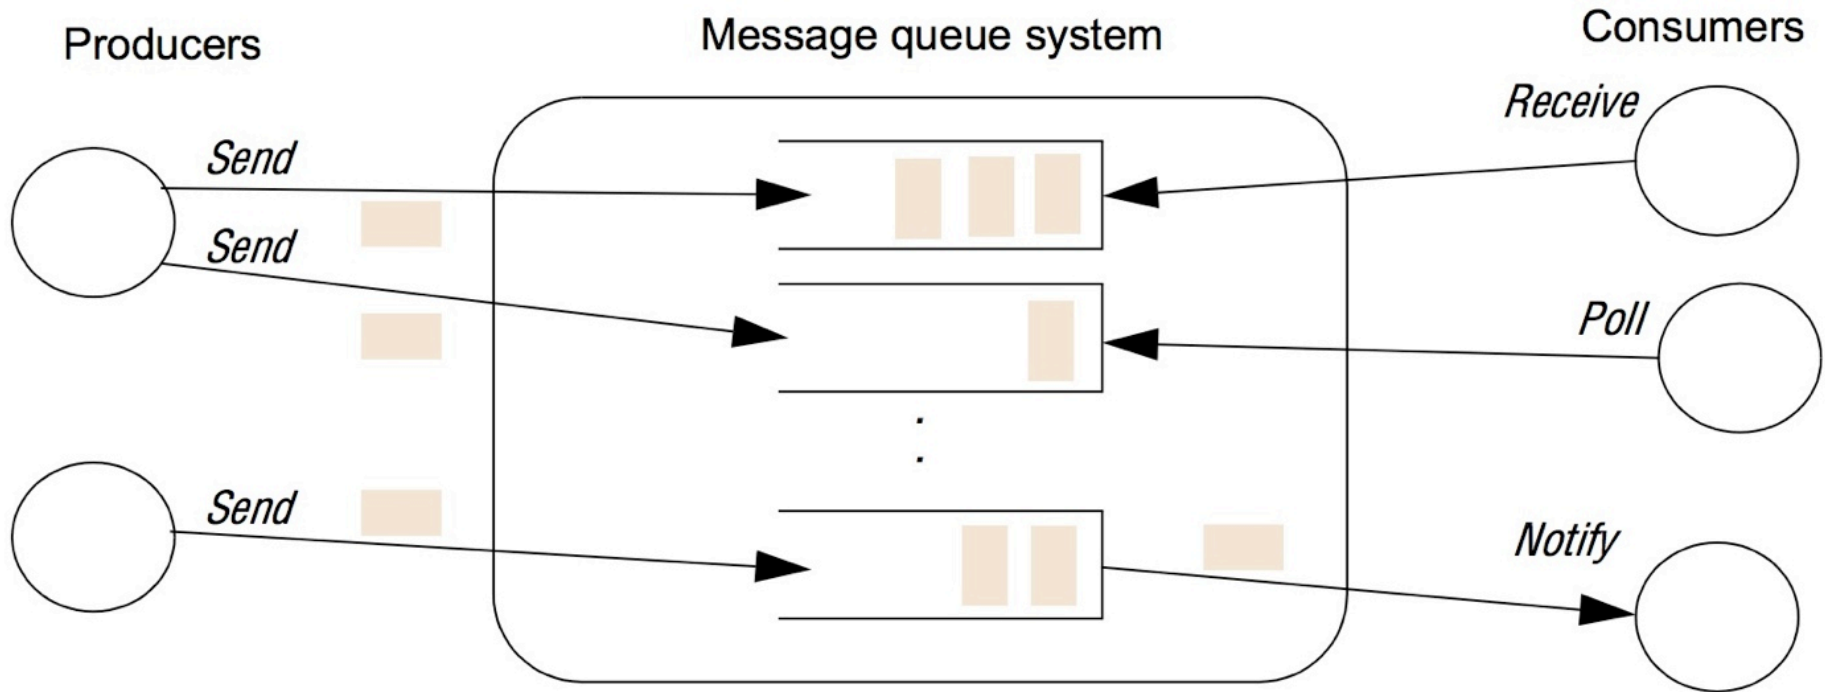 Producers
Message queue system
Consumers
Send
Receive
Send
Poll
Send
Notify